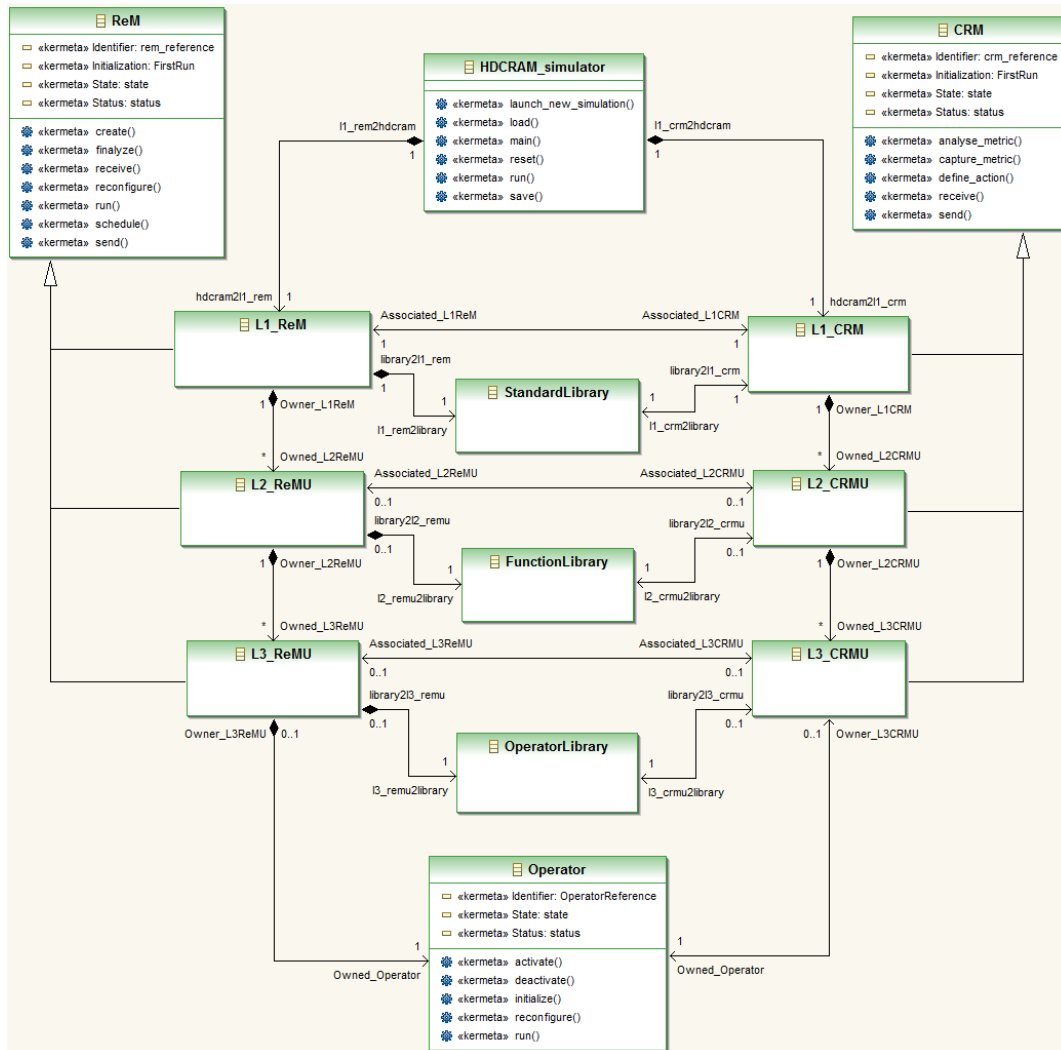 ReM
«kermeta» Identifier: rem_reference
«kermeta» Initialization: FirstRun
«kermeta» State: state
«kermeta» Status: status
«kermeta» create()
«kermeta» finalyze()
«kermeta» receive()
«kermeta» reconfigure()
«kermeta» run()
«kermeta» schedule()
«kermeta» send()
HDCRAM_simulator
«kermeta» launch_new_simulation()
«kermeta» load()
«kermeta» main()
«kermeta» reset()
«kermeta» run()
«kermeta» save()
CRM
«kermeta» Identifier: crm_reference
«kermeta» Initialization: FirstRun
«kermeta» State: state
«kermeta» Status: status
«kermeta» analyse_metric()
«kermeta» capture_metric()
«kermeta» define_action()
«kermeta» receive()
«kermeta» send()
l1_rem2hdcram
1
l1_crm2hdcram
1
hdcram2l1_rem
1
1
hdcram2l1_crm
L1_ReM
Associated_L1ReM
1
Associated_L1CRM
1
L1_CRM
library2l1_rem
1
library2l1_crm
1
StandardLibrary
1
l1_rem2library
1
l1_crm2library
1
Owner_L1ReM
*
Owned_L2ReMU
1
Owner_L1CRM
*
Owned_L2CRMU
L2_ReMU
Associated_L2ReMU
0..1
Associated_L2CRMU
0..1
L2_CRMU
library2l2_remu
0..1
library2l2_crmu
0..1
FunctionLibrary
1
l2_remu2library
1
l2_crmu2library
1
Owner_L2ReMU
*
Owned_L3ReMU
1
Owner_L2CRMU
*
Owned_L3CRMU
L3_ReMU
Associated_L3ReMU
0..1
Associated_L3CRMU
0..1
L3_CRMU
library2l3_remu
0..1
library2l3_crmu
0..1
OperatorLibrary
1
l3_remu2library
1
l3_crmu2library
Owner_L3ReMU
0..1
0..1
Owner_L3CRMU
Operator
«kermeta» Identifier: OperatorReference
«kermeta» State: state
«kermeta» Status: status
«kermeta» activate()
«kermeta» deactivate()
«kermeta» initialize()
«kermeta» reconfigure()
«kermeta» run()
1
Owned_Operator
1
Owned_Operator